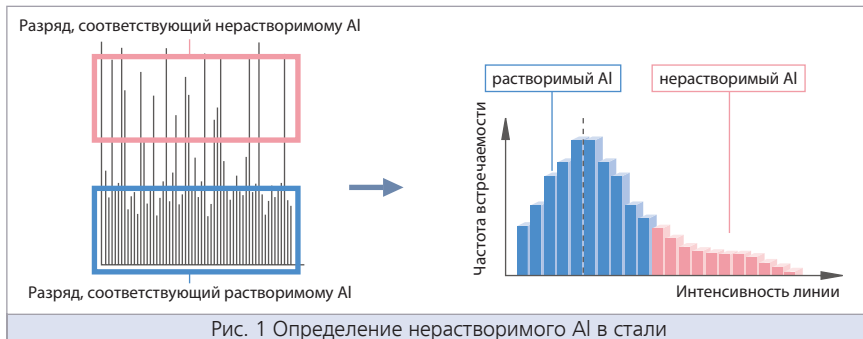 Разряд, соответствующий нерастворимому Al
Разряд, соответствующий растворимому Al
Частота встречаемости
растворимый Al
нерастворимый Al
Интенсивность линии
Рис. 1 Определение нерастворимого Al в стали